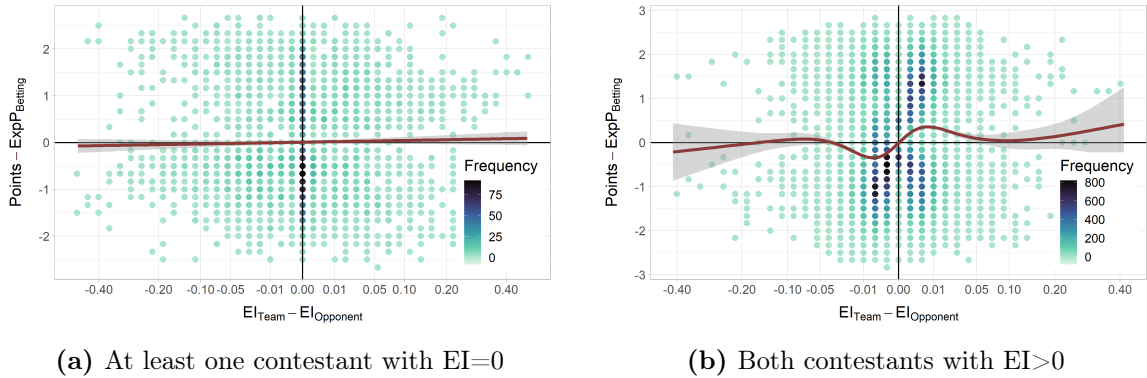 2
1
0
-1
-2
Points − ExpP_Betting
Frequency
75
50
25
0
-0.40 -0.20 -0.10 -0.05 -0.01 0.00 0.01 0.05 0.10 0.20 0.40
EI_Team − EI_Opponent
(a) At least one contestant with EI=0
3
2
1
0
-1
-2
-3
Points − ExpP_Betting
Frequency
800
600
400
200
0
-0.40 -0.20 -0.10 -0.05 -0.01 0.00 0.01 0.05 0.10 0.20 0.40
EI_Team − EI_Opponent
(b) Both contestants with EI>0